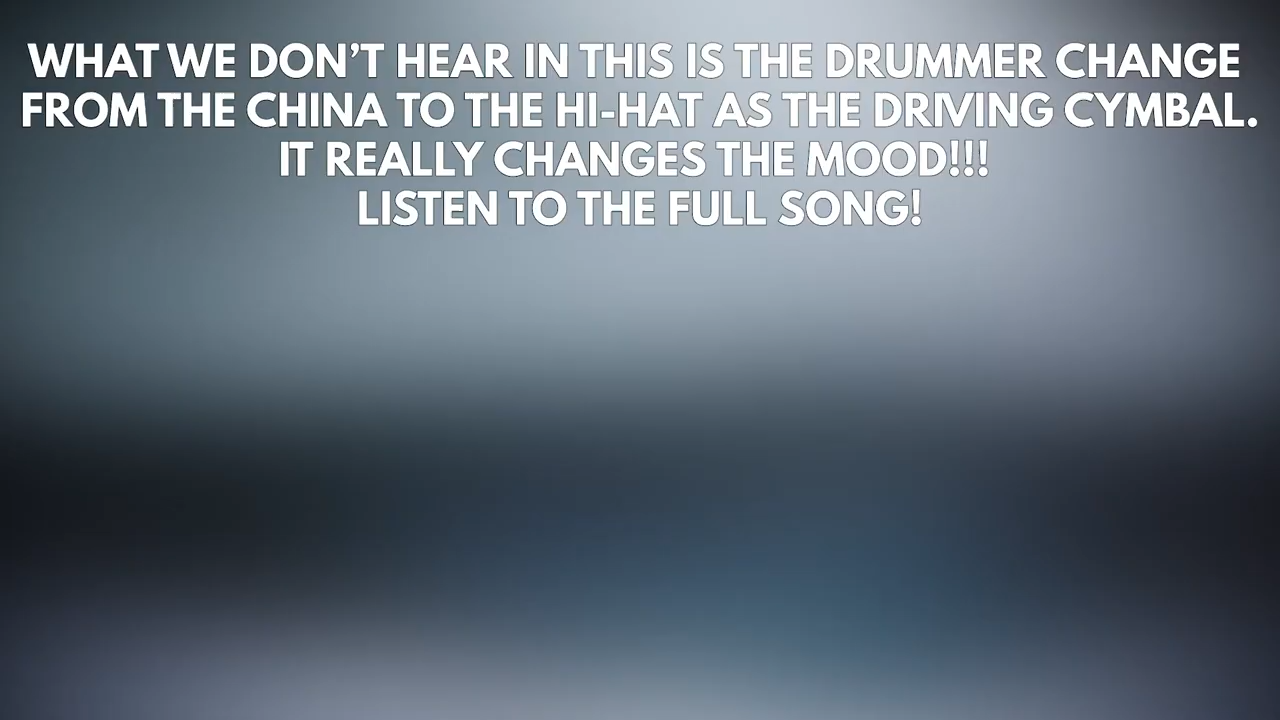 WHAT WE DON’T HEAR IN THIS IS THE DRUMMER CHANGE
FROM THE CHINA TO THE HI-HAT AS THE DRIVING CYMBAL.
IT REALLY CHANGES THE MOOD!!!
LISTEN TO THE FULL SONG!